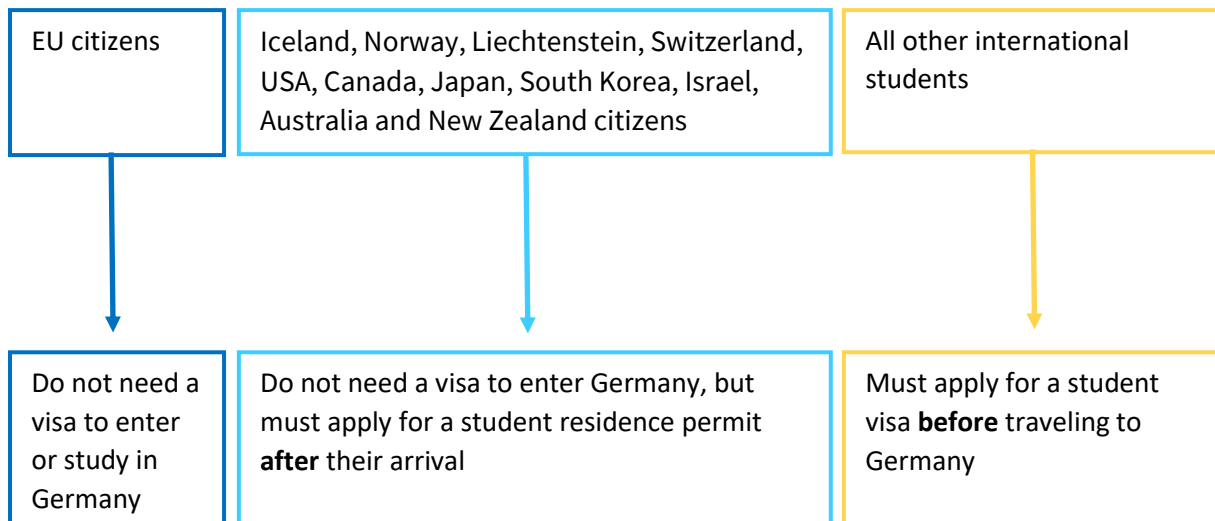 EU citizens
Iceland, Norway, Liechtenstein, Switzerland,
USA, Canada, Japan, South Korea, Israel,
Australia and New Zealand citizens
All other international
students
Do not need a
visa to enter
or study in
Germany
Do not need a visa to enter Germany, but
must apply for a student residence permit
after their arrival
Must apply for a student
visa before traveling to
Germany